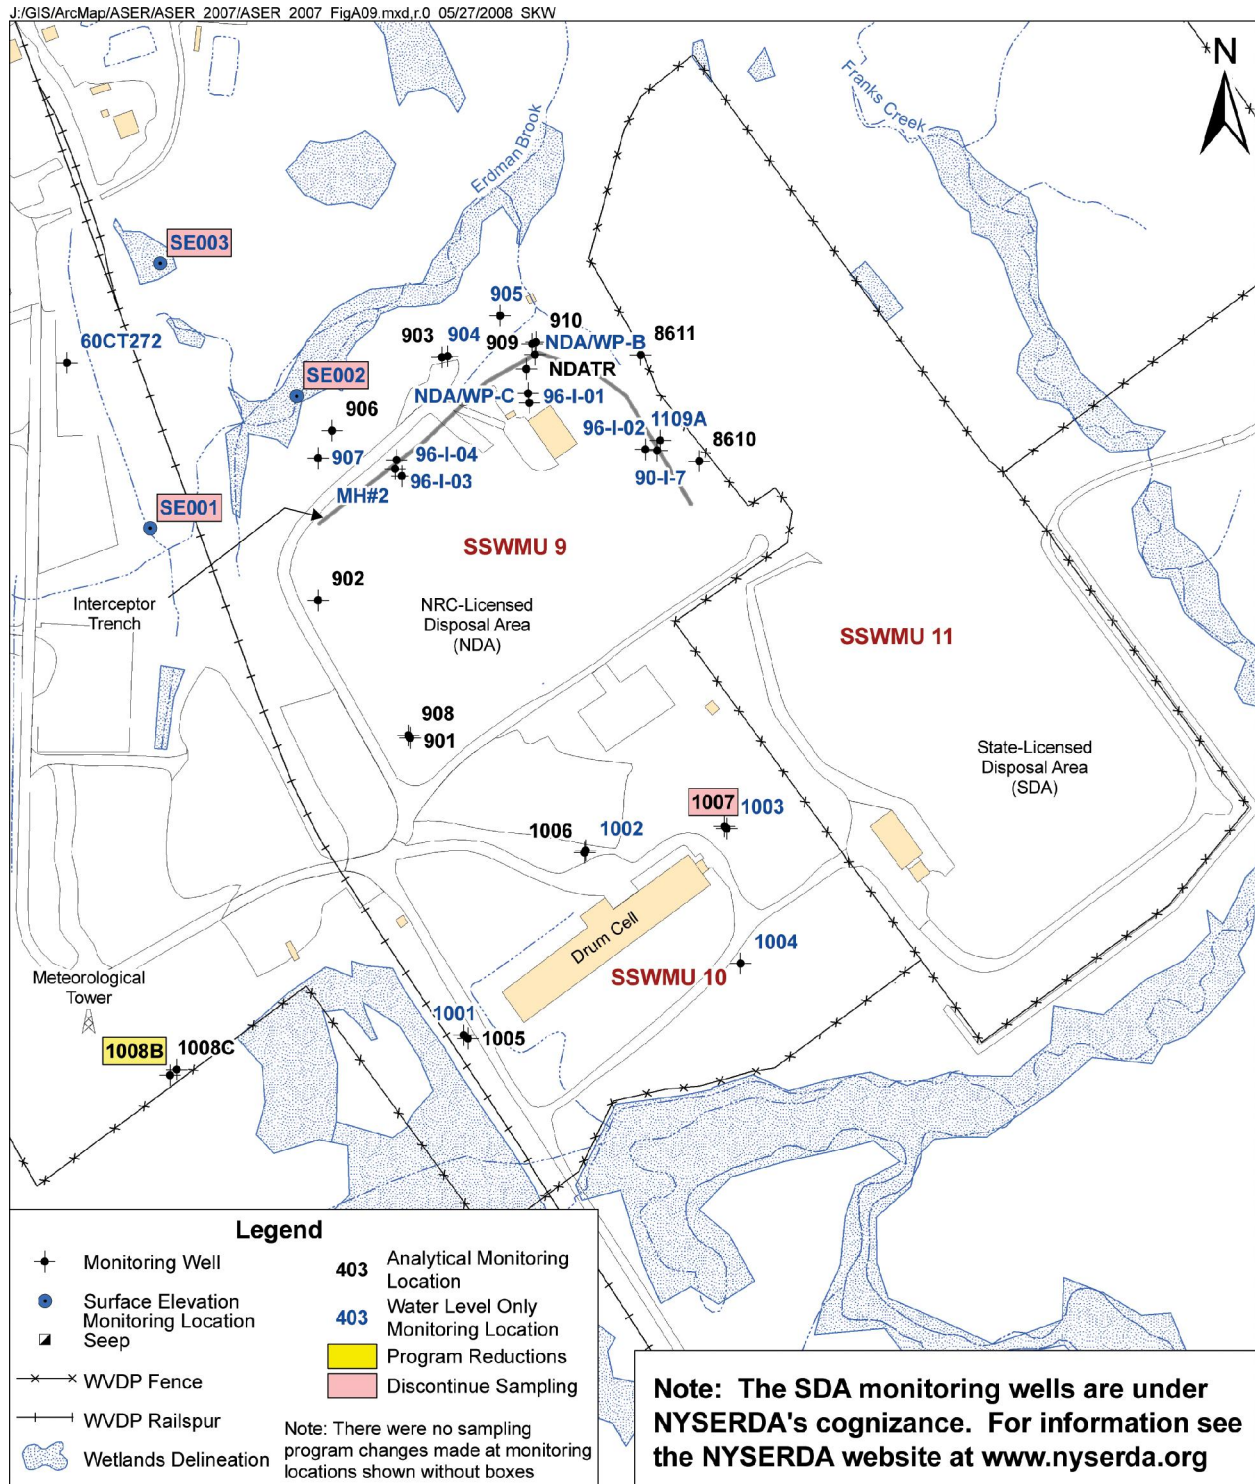 J:/GIS/ArcMap/ASER/ASER_2007/ASER_2007_FigA09.mxd,r.0 05/27/2008 SKW
N
Franks Creek
Erdman Brook
SE003
905
910
903
904
909
NDA/WP-B
8611
60CT272
SE002
NDATR
NDA/WP-C
96-I-01
906
96-I-02
1109A
907
96-I-04
8610
96-I-03
90-I-7
MH#2
SE001
SSWMU 9
902
Interceptor
Trench
NRC-Licensed
Disposal Area
(NDA)
SSWMU 11
908
901
State-Licensed
Disposal Area
(SDA)
1007
1003
1006
1002
Drum Cell
1004
SSWMU 10
Meteorological
Tower
1001
1005
1008B
1008C
Legend
Monitoring Well
Surface Elevation
Monitoring Location
Seep
WVDP Fence
WVDP Railspur
Wetlands Delineation
403
Analytical Monitoring
Location
403
Water Level Only
Monitoring Location
Program Reductions
Discontinue Sampling
Note: There were no sampling
program changes made at monitoring
locations shown without boxes
Note: The SDA monitoring wells are under
NYSERDA's cognizance. For information see
the NYSERDA website at www.nyserda.org